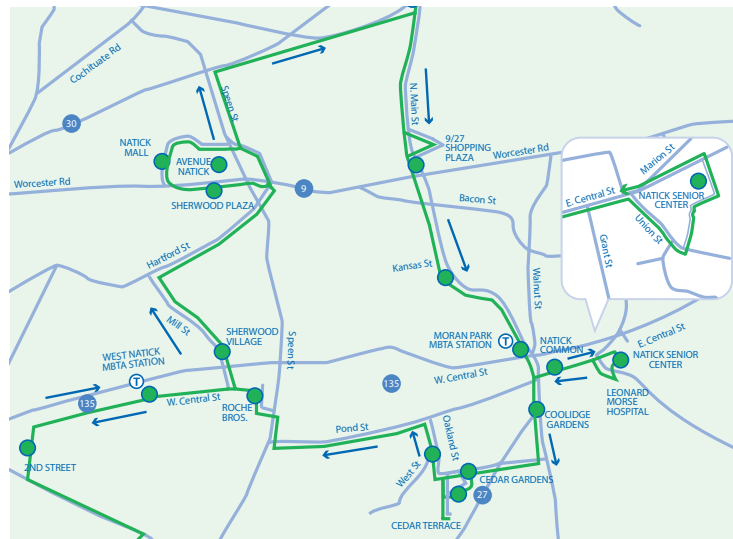 Cochituate Rd
30
Speen St
N. Main St
NATICK
MALL
AVENUE
NATICK
9/27
SHOPPING
PLAZA
Worcester Rd
Worcester Rd
9
SHERWOOD PLAZA
Bacon St
Marion St
E. Central St
NATICK SENIOR
CENTER
Union St
Grant St
Hartford St
Kansas St
Walnut St
Mill St
SHERWOOD
VILLAGE
Speen St
MORAN PARK
MBTA STATION
T
NATICK
COMMON
E. Central St
NATICK SENIOR
CENTER
WEST NATICK
MBTA STATION
T
135
W. Central St
135
W. Central St
ROCHE
BROS.
LEONARD
MORSE
HOSPITAL
COOLIDGE
GARDENS
Pond St
Oakland St
West St
2ND STREET
CEDAR GARDENS
27
CEDAR TERRACE